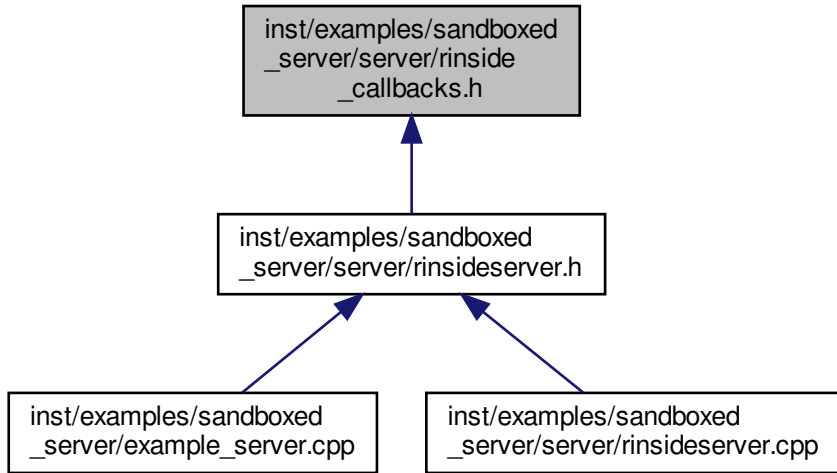 inst/examples/sandboxed
_server/server/rinside
_callbacks.h
inst/examples/sandboxed
_server/server/rinsideserver.h
inst/examples/sandboxed
_server/example_server.cpp
inst/examples/sandboxed
_server/server/rinsideserver.cpp